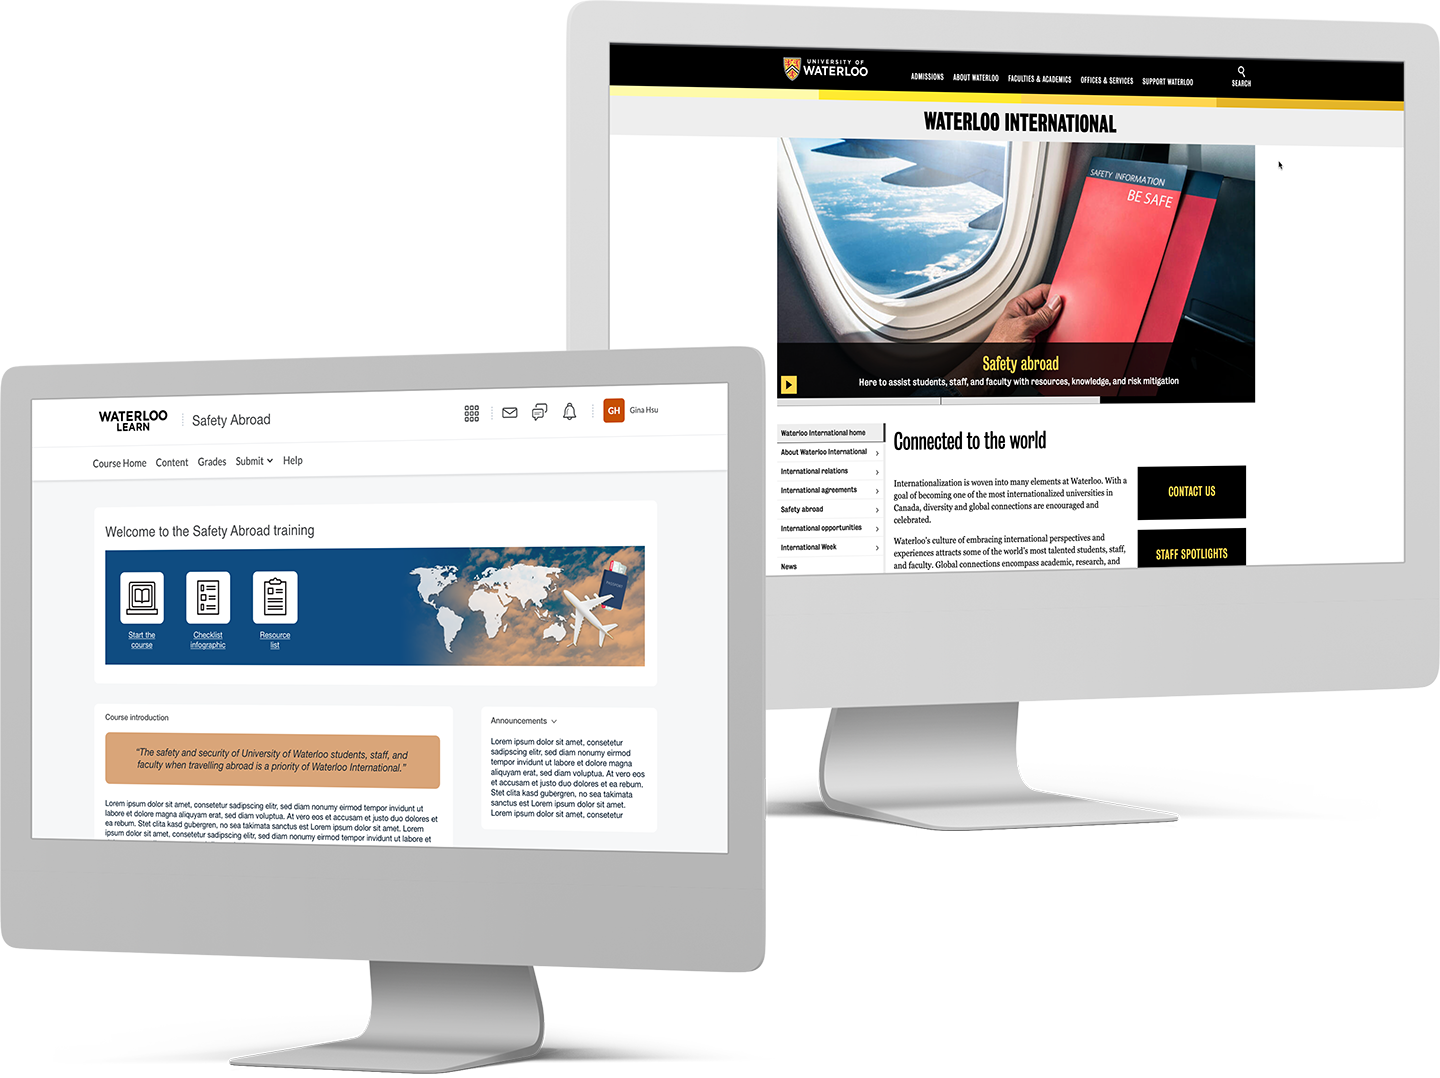 UNIVERSITY OF
WATERLOO
ADMISSIONS
ABOUT WATERLOO
FACULTIES & ACADEMICS
OFFICES & SERVICES
SUPPORT WATERLOO
SEARCH
WATERLOO INTERNATIONAL
SAFETY INFORMATION
BE SAFE
Safety abroad
Here to assist students, staff, and faculty with resources, knowledge, and risk mitigation
Waterloo International home
About Waterloo International
International relations
International agreements
Safety abroad
International opportunities
International Week
News
Connected to the world
Internationalization is woven into many elements at Waterloo. With a
goal of becoming one of the most internationalized universities in
Canada, diversity and global connections are encouraged and
celebrated.
Waterloo's culture of embracing international perspectives and
experiences attracts some of the world's most talented students, staff,
and faculty. Global connections encompass academic, research, and
CONTACT US
STAFF SPOTLIGHTS
WATERLOO
LEARN
Safety Abroad
GH
Gina Hsu
Course Home
Content
Grades
Submit
Help
Welcome to the Safety Abroad training
Start the
course
Checklist
infographic
Resource
list
PASSPORT
Course introduction
"The safety and security of University of Waterloo students, staff, and
faculty when travelling abroad is a priority of Waterloo International."
Lorem ipsum dolor sit amet, consetetur sadipscing elitr, sed diam nonumy eirmod tempor invidunt ut
labore et dolore magna aliquyam erat, sed diam voluptua. At vero eos et accusam et justo duo dolores et
ea rebum. Stet clita kasd gubergren, no sea takimata sanctus est Lorem ipsum dolor sit amet. Lorem
ipsum dolor sit amet, consetetur sadipscing elitr, sed diam nonumy eirmod tempor invidunt ut labore et
Announcements
Lorem ipsum dolor sit amet, consetetur
sadipscing elitr, sed diam nonumy eirmod
tempor invidunt ut labore et dolore magna
aliquyam erat, sed diam voluptua. At vero eos
et accusam et justo duo dolores et ea rebum.
Stet clita kasd gubergren, no sea takimata
sanctus est Lorem ipsum dolor sit amet.
Lorem ipsum dolor sit amet, consetetur